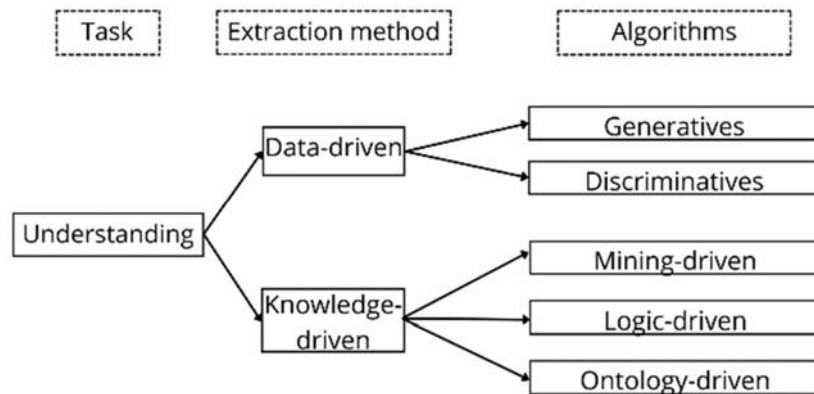 Task
Extraction method
Algorithms
Understanding
Data-driven
Knowledge-
driven
Generatives
Discriminatives
Mining-driven
Logic-driven
Ontology-driven